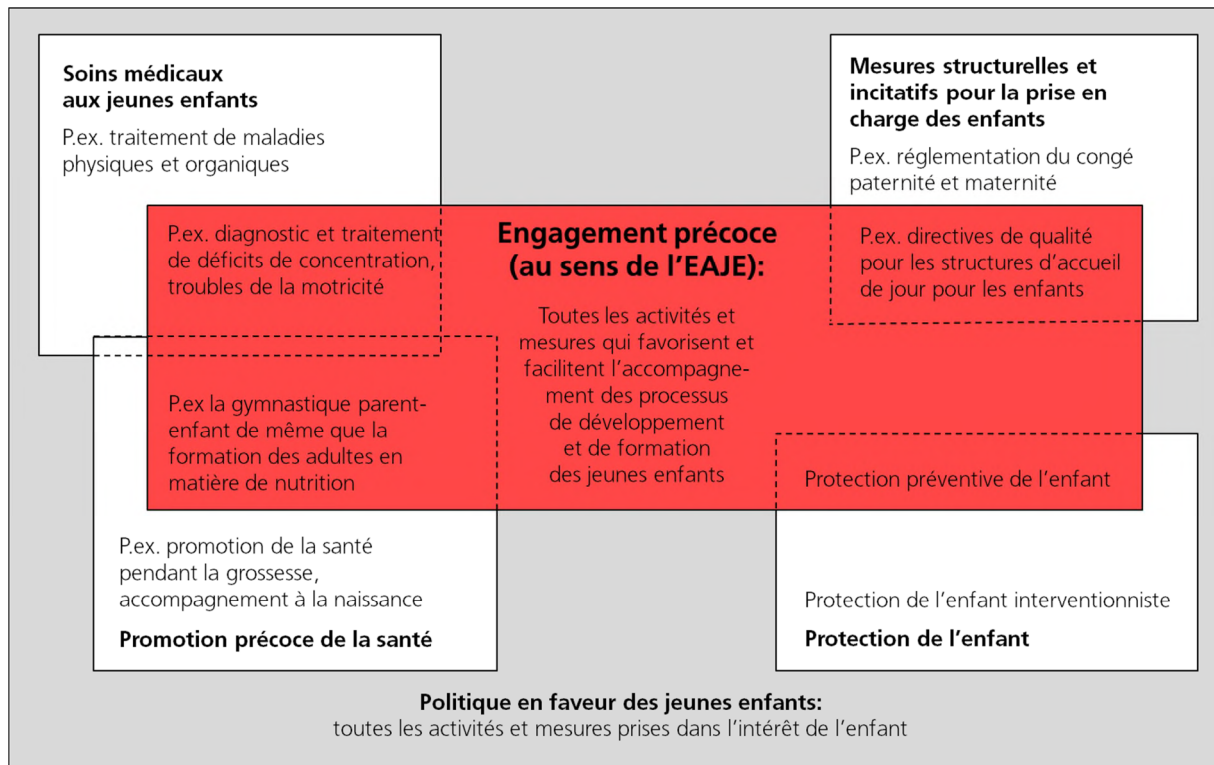 Soins médicaux
aux jeunes enfants
P.ex. traitement de maladies
physiques et organiques
Mesures structurelles et
incitatifs pour la prise en
charge des enfants
P.ex. réglementation du congé
paternité et maternité
P.ex. diagnostic et traitement
de déficits de concentration,
troubles de la motricité
Engagement précoce
(au sens de l'EAJE):
Toutes les activités et
mesures qui favorisent et
facilitent l'accompagne-
ment des processus
de développement
et de formation
des jeunes enfants
P.ex. directives de qualité
pour les structures d'accueil
de jour pour les enfants
P.ex la gymnastique parent-
enfant de même que la
formation des adultes en
matière de nutrition
Protection préventive de l'enfant
P.ex. promotion de la santé
pendant la grossesse,
accompagnement à la naissance
Promotion précoce de la santé
Protection de l'enfant interventionniste
Protection de l'enfant
Politique en faveur des jeunes enfants:
toutes les activités et mesures prises dans l'intérêt de l'enfant